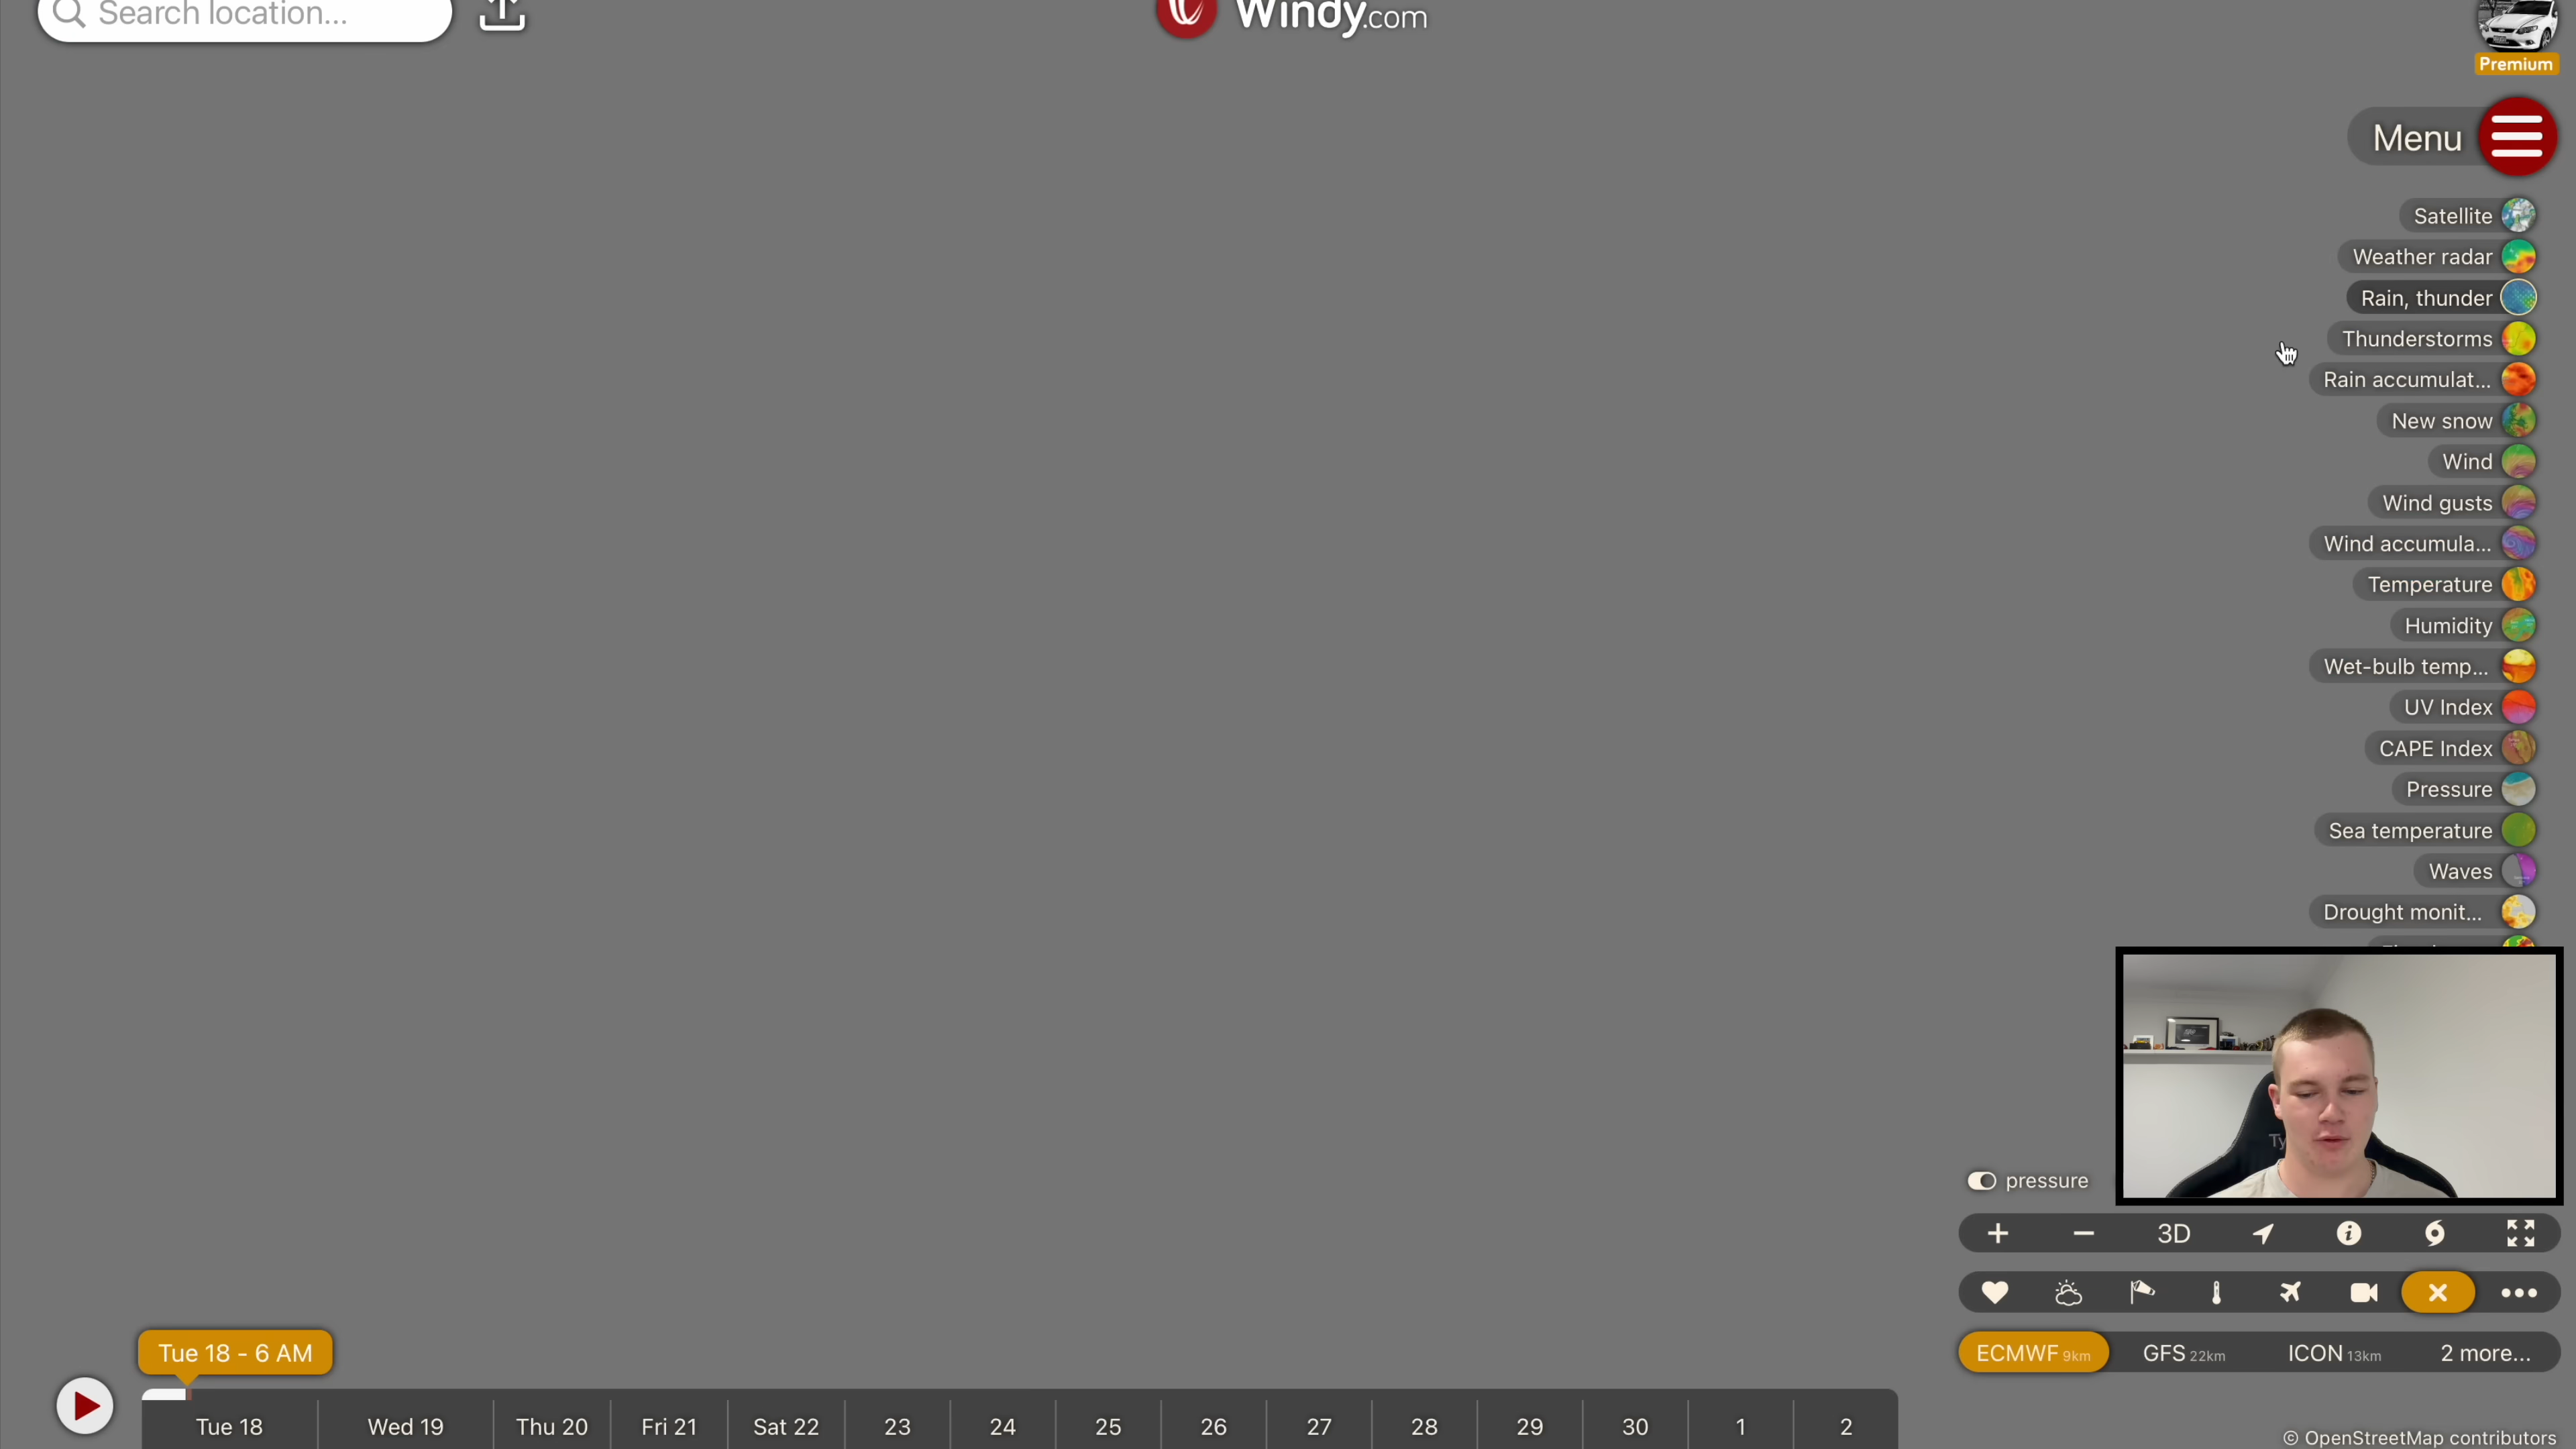 Search location...
Windy.com
Premium
Menu
Satellite
Weather radar
Rain, thunder
Thunderstorms
Rain accumulat...
New snow
Wind
Wind gusts
Wind accumula...
Temperature
Humidity
Wet-bulb temp...
UV Index
CAPE Index
Pressure
Sea temperature
Waves
Drought monit...
pressure
3D
ECMWF 9km GFS 22km ICON 13km 2 more...
Tue 18 - 6 AM
Tue 18 Wed 19 Thu 20 Fri 21 Sat 22 23 24 25 26 27 28 29 30 1 2
© OpenStreetMap contributors